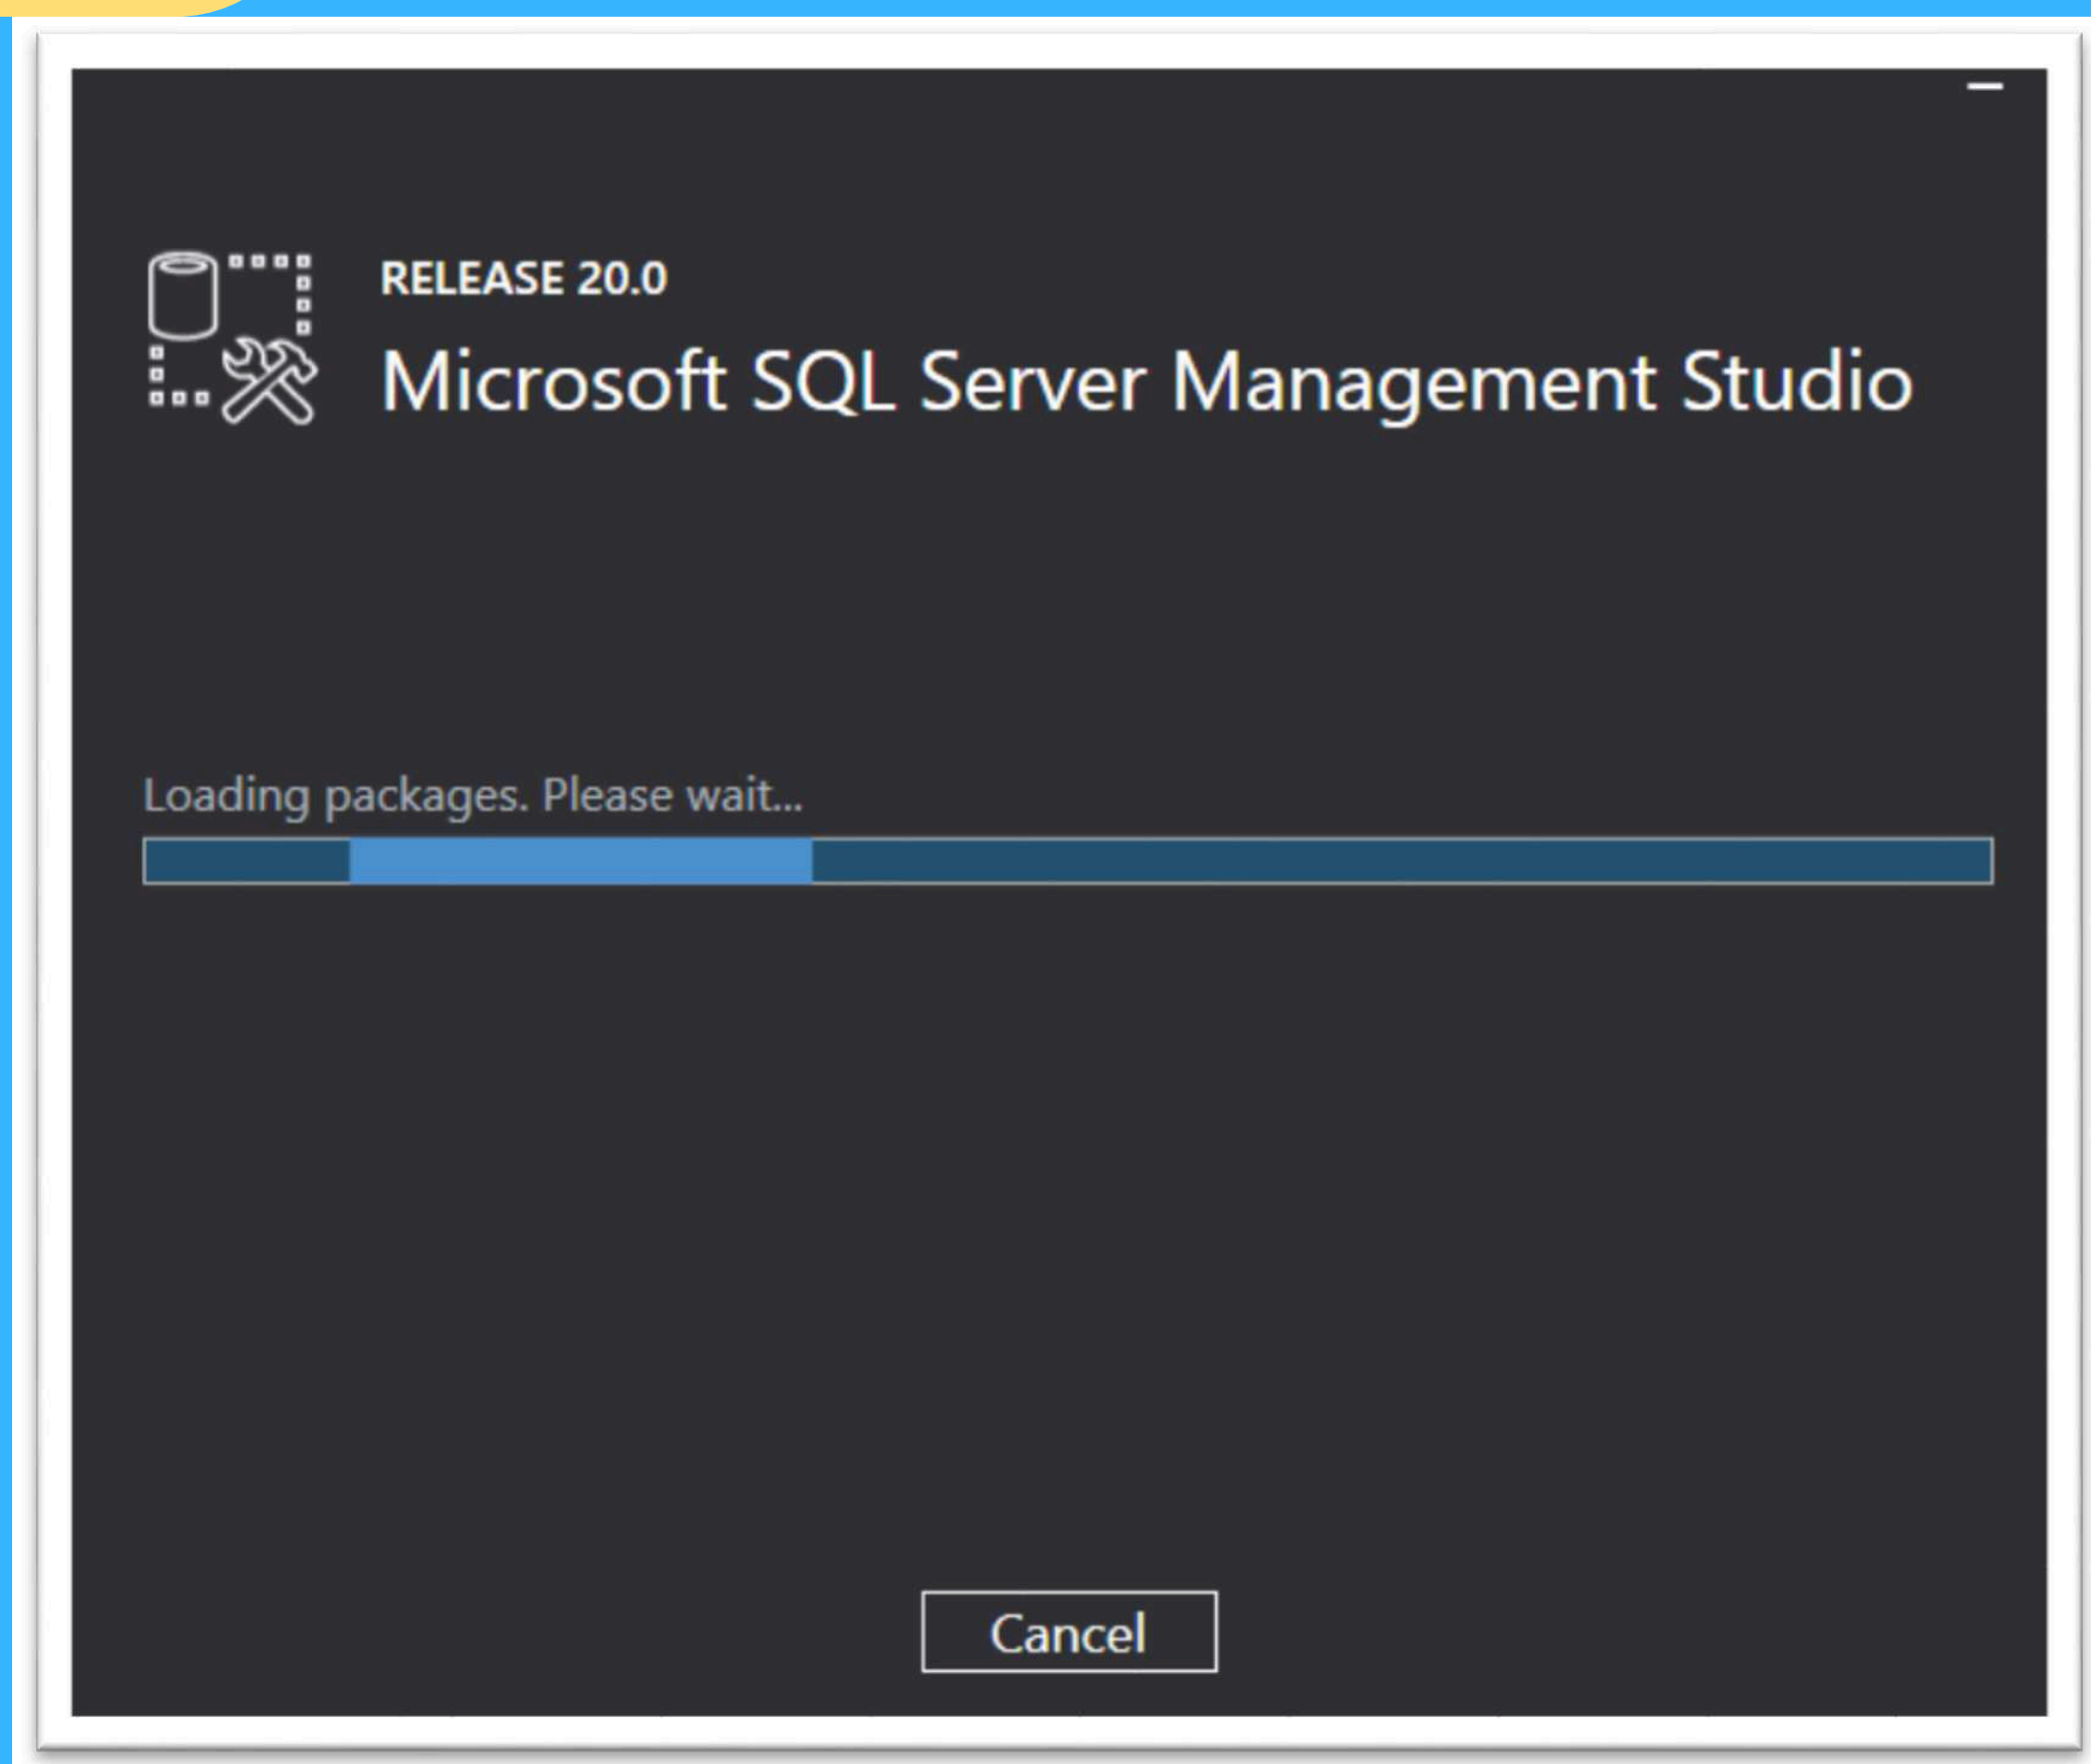 RELEASE 20.0
Microsoft SQL Server Management Studio
Loading packages. Please wait...
Cancel